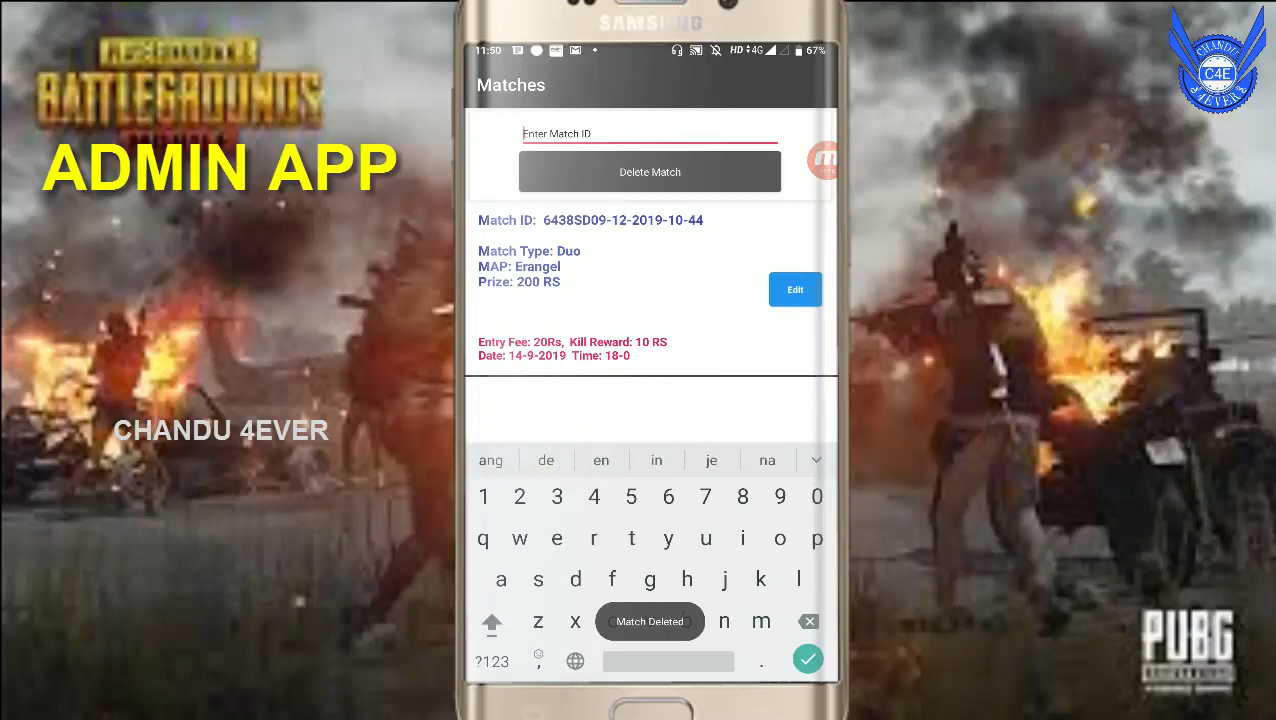 SAMSUNG
11:50
HD 4G 67%
Matches
Enter Match ID
Delete Match
Match ID: 6438SD09-12-2019-10-44
Match Type: Duo
MAP: Erangel
Prize: 200 RS
Edit
Entry Fee: 20Rs, Kill Reward: 10 RS
Date: 14-9-2019 Time: 18-0
ang de en in je na
1 2 3 4 5 6 7 8 9 0
q w e r t y u i o p
a s d f g h j k l
z x n m
Match Deleted
?123 , .
BATTLEGROUNDS
ADMIN APP
CHANDU 4EVER
CHANDU
C4E
4EVER
PUBG